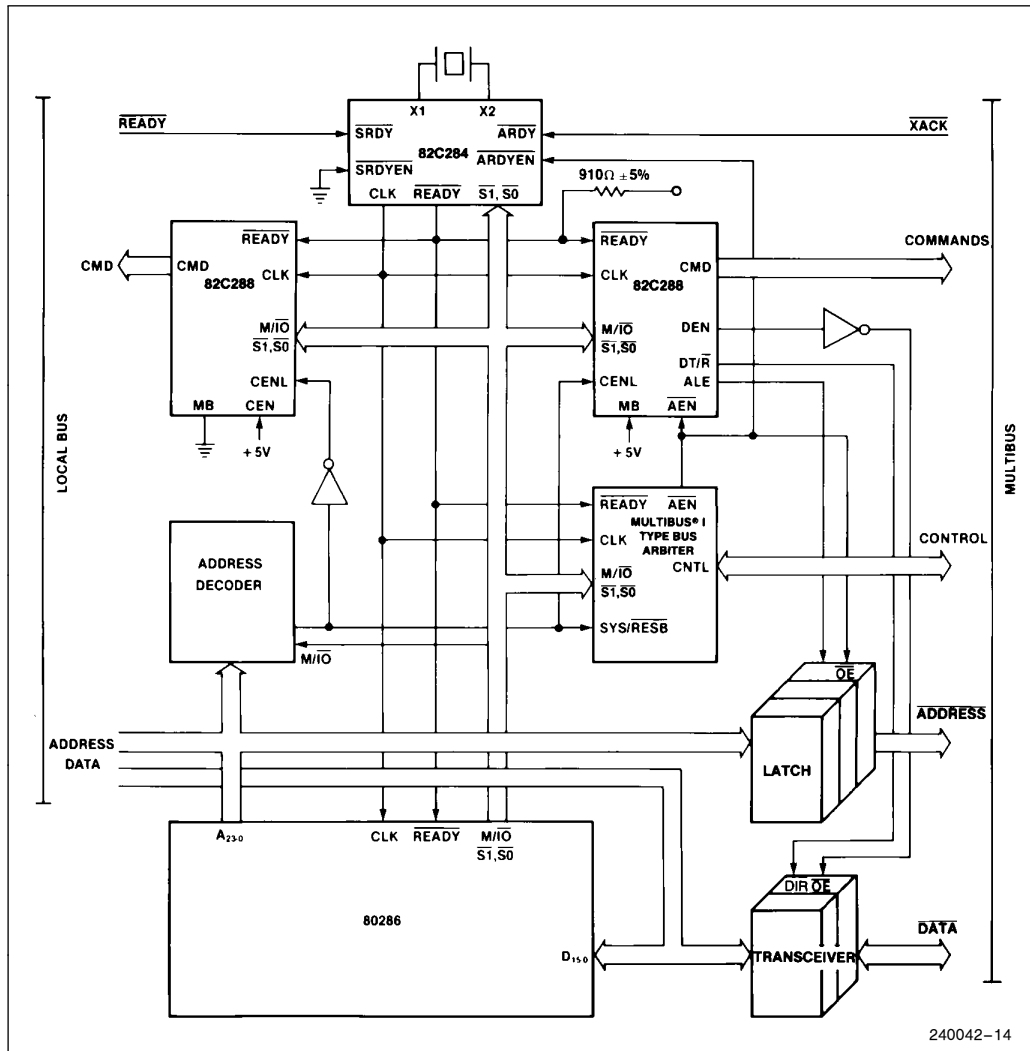 X1 X2
READY
SRDY
ARDY
XACK
82C284
SRDYEN
ARDYEN
CLK READY S1, S0
910Ω ±5%
READY
READY
COMMANDS
CMD
CMD
CLK
CLK
CMD
82C288
82C288
M/IO
S1,S0
M/IO
S1,S0
DEN
DT/R
CENL
CENL
ALE
MB CEN
MB AEN
+5V
+5V
LOCAL BUS
MULTIBUS
READY AEN
MULTIBUS® I
TYPE BUS
ARBITER
CLK
CNTL
CONTROL
ADDRESS
DECODER
M/IO
S1,S0
SYS/RESB
M/IO
OE
ADDRESS
ADDRESS
DATA
LATCH
A23-0
CLK READY M/IO
S1,S0
DIR OE
80286
D15-0
TRANSCEIVER
DATA
240042–14